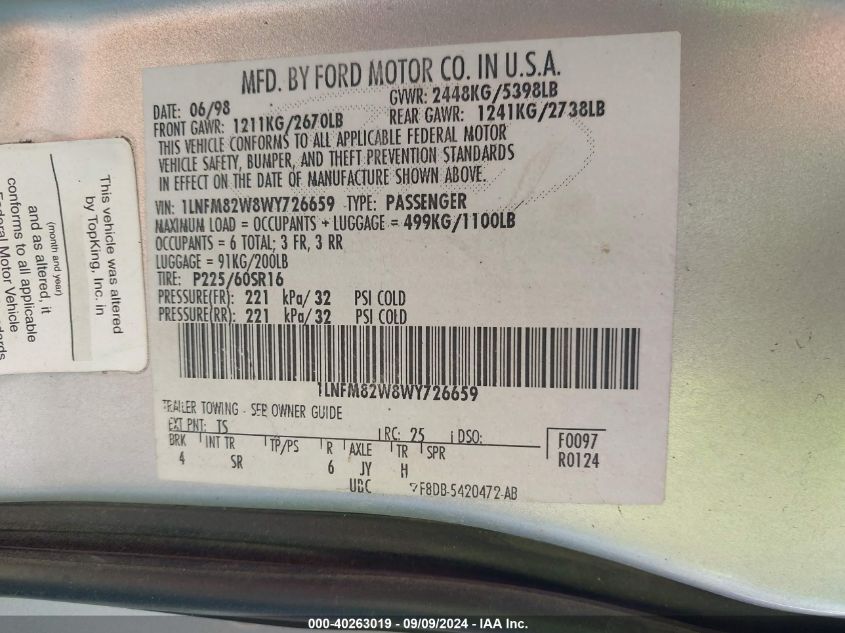 MFD. BY FORD MOTOR CO. IN U.S.A.
DATE: 06/98 GVWR: 2448KG/5398LB
FRONT GAWR: 1211KG/2670LB REAR GAWR: 1241KG/2738LB
THIS VEHICLE CONFORMS TO ALL APPLICABLE FEDERAL MOTOR
VEHICLE SAFETY, BUMPER, AND THEFT PREVENTION STANDARDS
IN EFFECT ON THE DATE OF MANUFACTURE SHOWN ABOVE.
VIN: 1LNFM82W8WY726659 TYPE: PASSENGER
MAXIMUM LOAD = OCCUPANTS + LUGGAGE = 499KG/1100LB
OCCUPANTS = 6 TOTAL; 3 FR, 3 RR
LUGGAGE = 91KG/200LB
TIRE: P225/60SR16
PRESSURE(FR) 221 kPa/ 32 PSI COLD
PRESSURE(RR): 221 kPa/ 32 PSI COLD
1LNFM82W8WY726659
TRAILER TOWING - SEE OWNER GUIDE
EXT PNT: TS RC: 25 DSO:
BRK INT TR TP/PS R AXLE TR SPR
4 SR 6 JY H
F0097
R0124
UBC F8DB-5420472-AB
This vehicle was altered
by TopKing, Inc. in
(month and year)
and as altered, it
conforms to all applicable
Federal Motor Vehicle
000-40263019 - 09/09/2024 - IAA Inc.